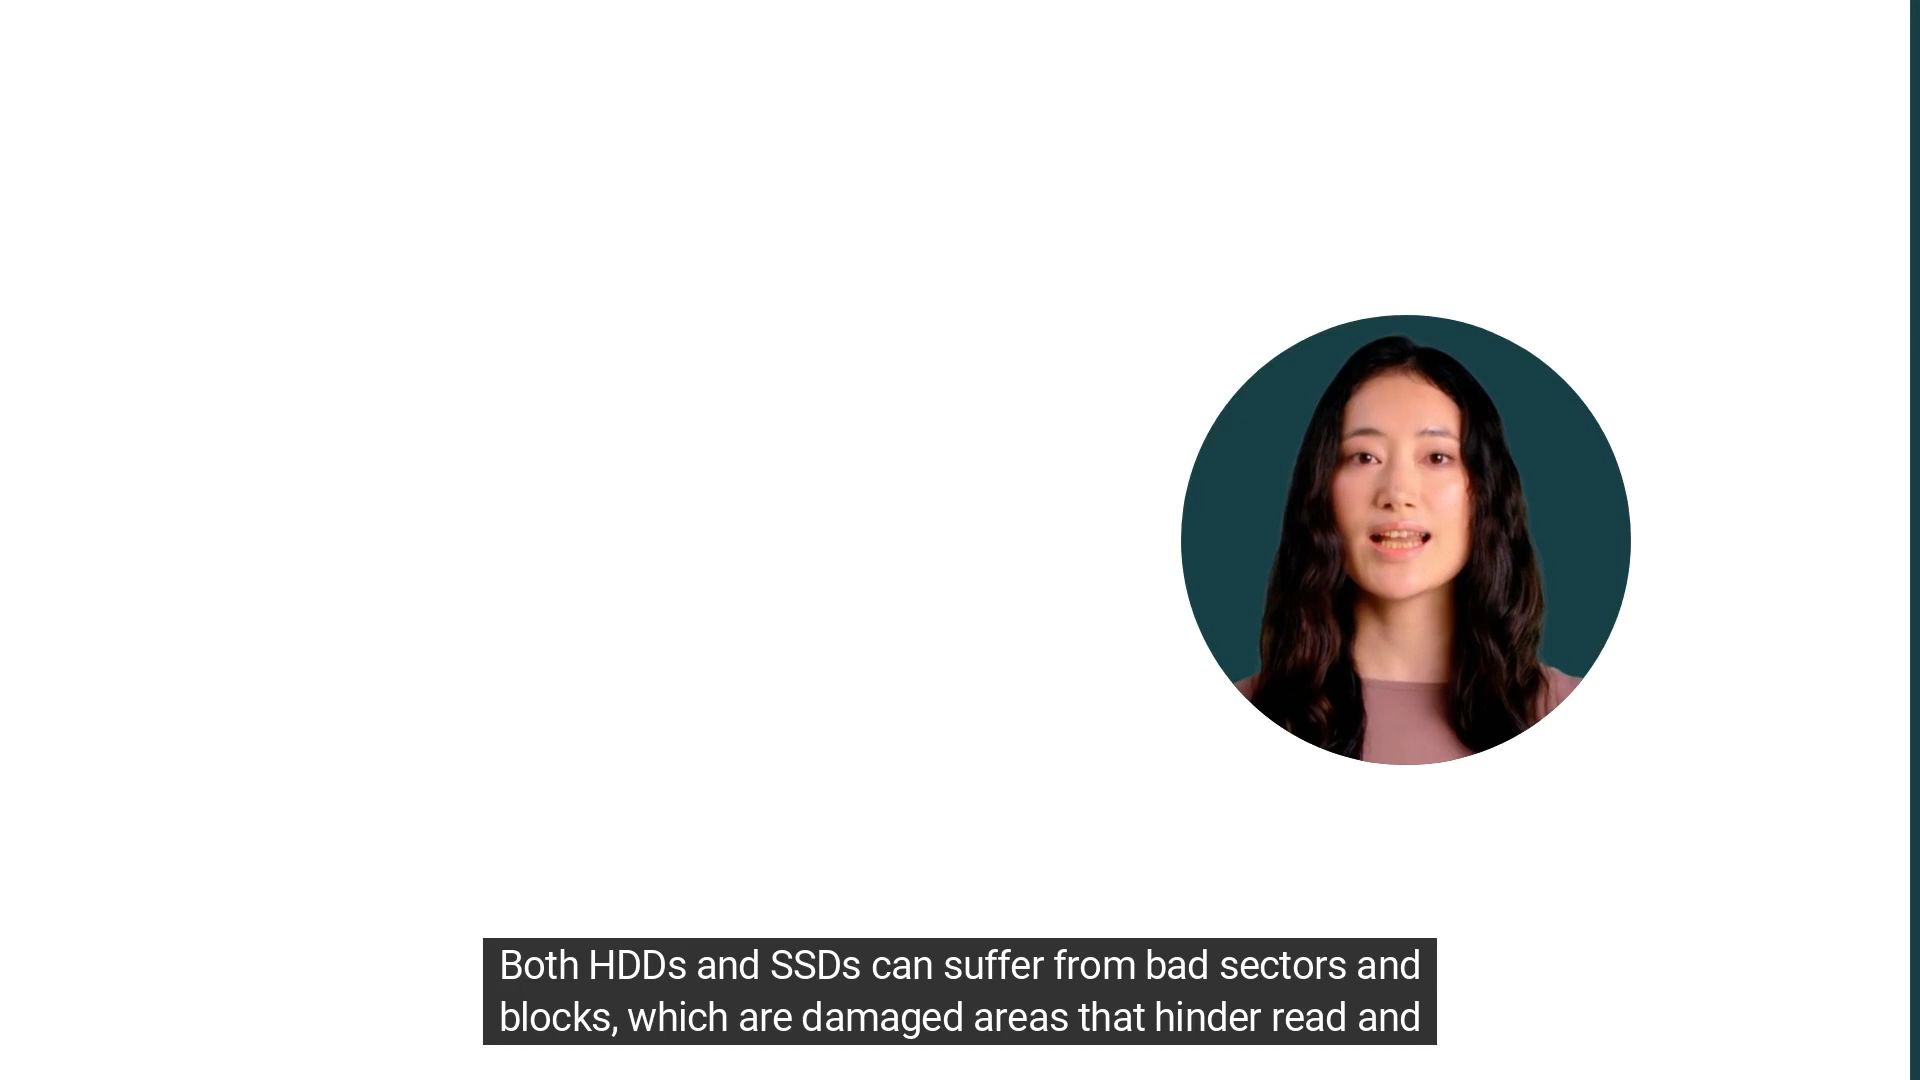 Both HDDs and SSDs can suffer from bad sectors and
blocks, which are damaged areas that hinder read and